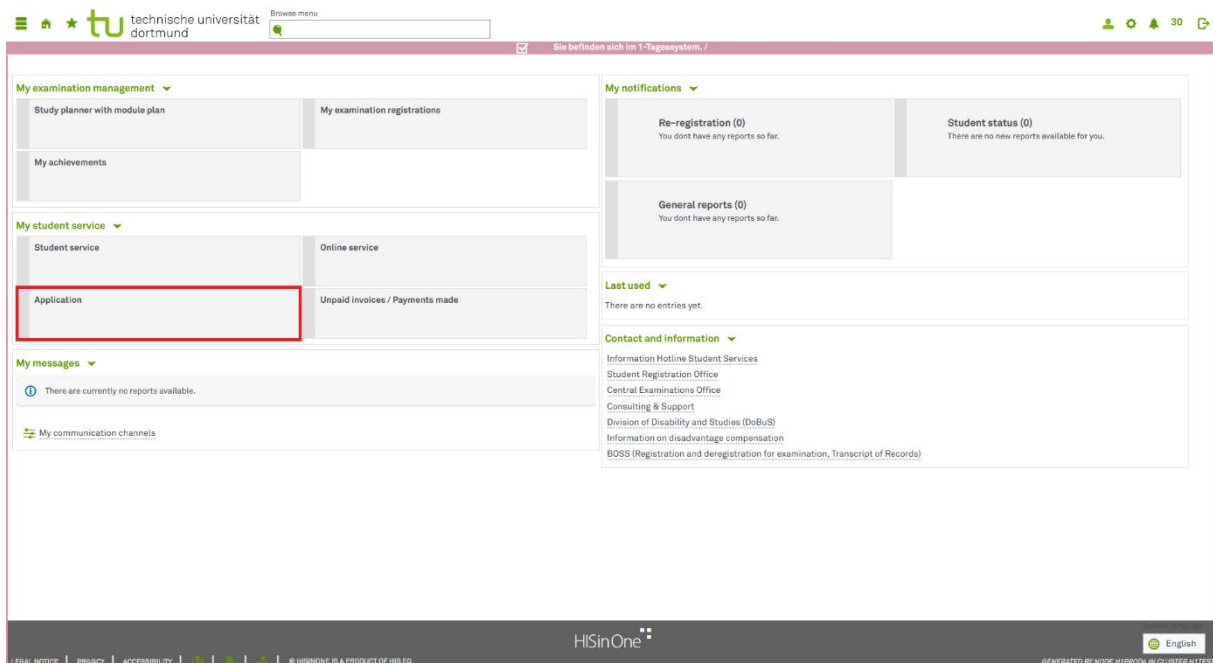 technische universität
dortmund
Browse menu
30
Sie befinden sich im 1-Tagessystem. /
My examination management
Study planner with module plan
My examination registrations
My achievements
My student service
Student service
Online service
Application
Unpaid invoices / Payments made
My messages
There are currently no reports available.
My communication channels
My notifications
Re-registration (0)
You dont have any reports so far.
Student status (0)
There are no new reports available for you.
General reports (0)
You dont have any reports so far.
Last used
There are no entries yet.
Contact and information
Information Hotline Student Services
Student Registration Office
Central Examinations Office
Consulting & Support
Division of Disability and Studies (DoBuS)
Information on disadvantage compensation
BOSS (Registration and deregistration for examination, Transcript of Records)
HISinOne
Default language
English
LEGAL NOTICE
PRIVACY
ACCESSIBILITY
© HISINONE IS A PRODUCT OF HIS EG
GENERATED BY NODE
IN CLUSTER